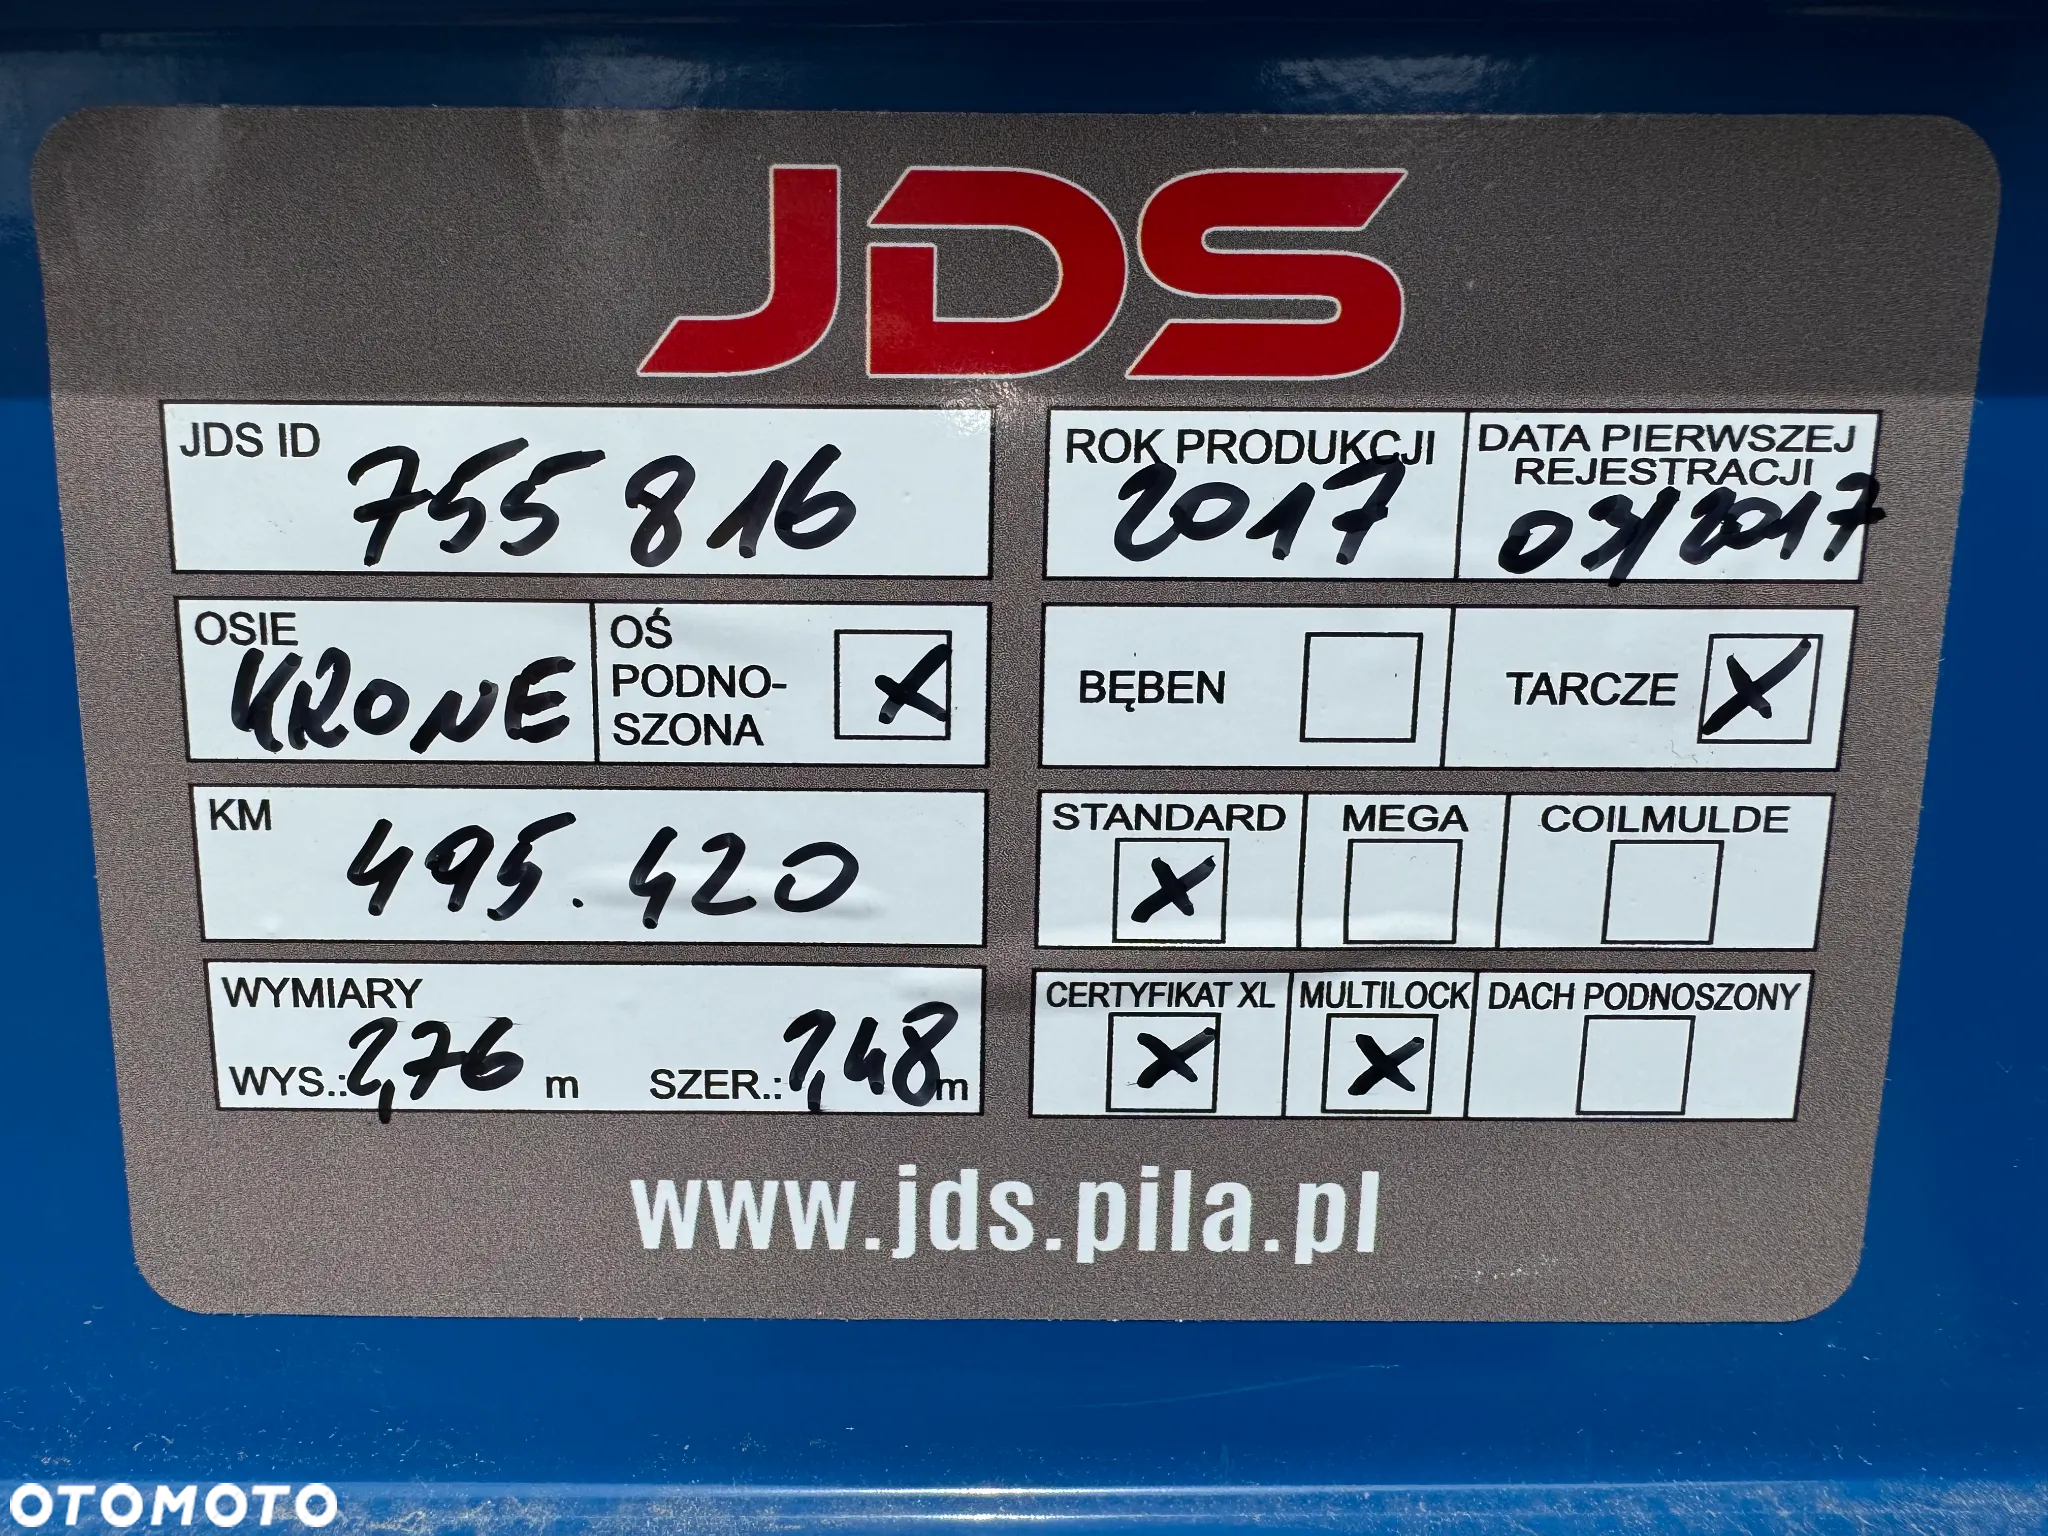 JDS
JDS ID
755 816
ROK PRODUKCJI
2017
DATA PIERWSZEJ
REJESTRACJI
03/2017
OSIE
KRONE
OŚ
PODNO-
SZONA
X
BĘBEN
TARCZE X
KM
495.420
STANDARD
X
MEGA
COILMULDE
WYMIARY
WYS.: 2,76 m SZER.: 2,48 m
CERTYFIKAT XL
X
MULTILOCK
X
DACH PODNOSZONY
www.jds.pila.pl
OTOMOTO